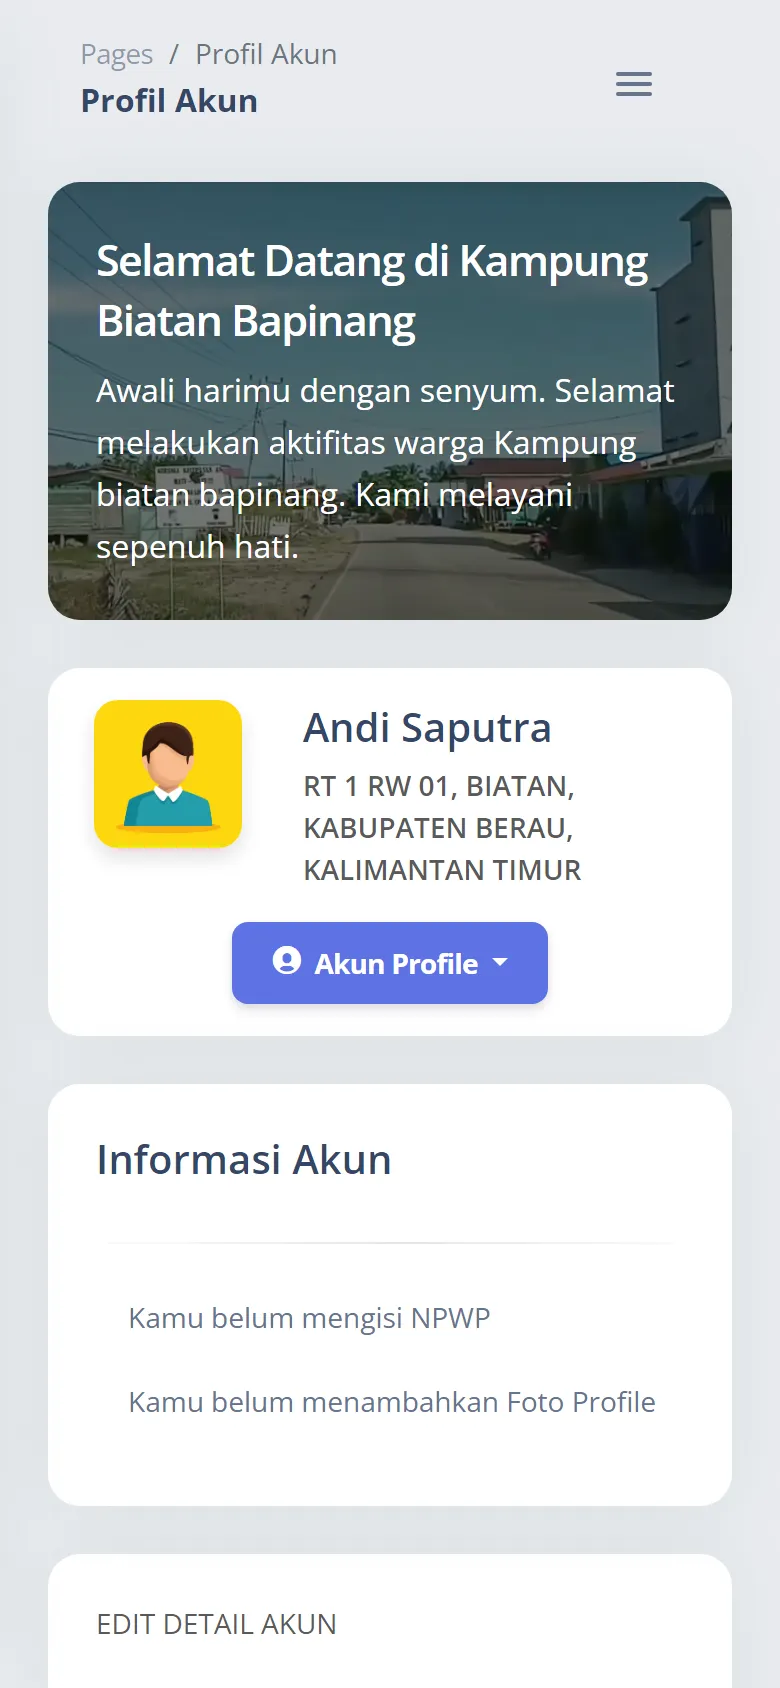 Pages / Profil Akun
Profil Akun
Selamat Datang di Kampung
Biatan Bapinang
Awali harimu dengan senyum. Selamat
melakukan aktifitas warga Kampung
biatan bapinang. Kami melayani
sepenuh hati.
Andi Saputra
RT 1 RW 01, BIATAN,
KABUPATEN BERAU,
KALIMANTAN TIMUR
Akun Profile
Informasi Akun
Kamu belum mengisi NPWP
Kamu belum menambahkan Foto Profile
EDIT DETAIL AKUN